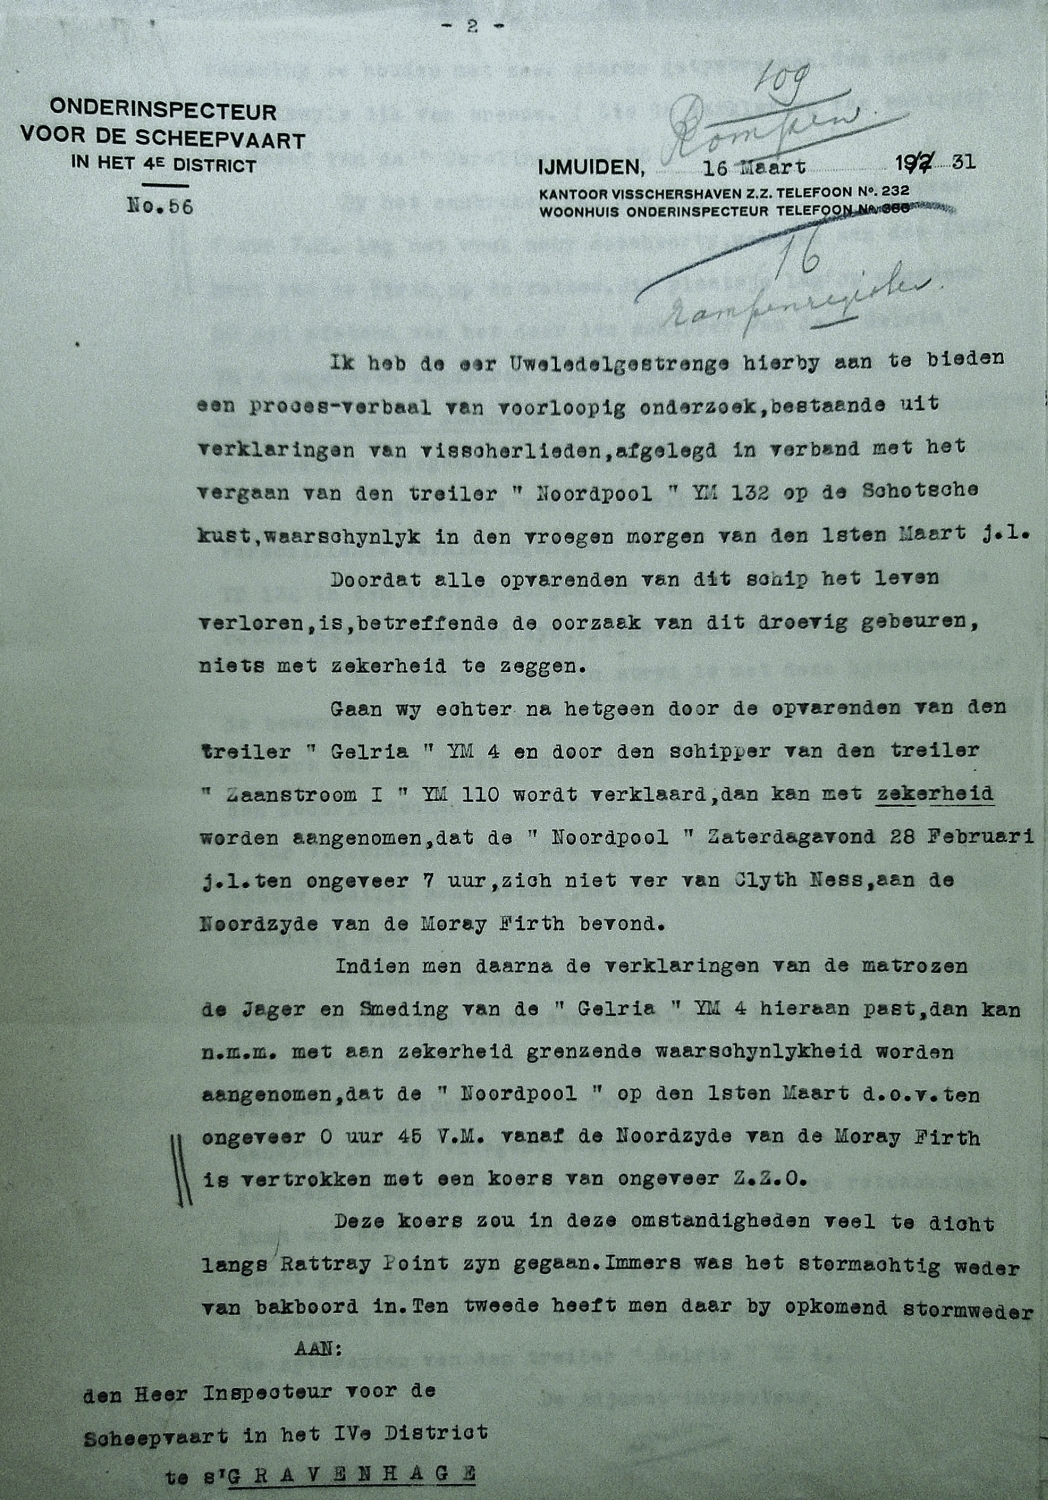 - 2 -
109
Rompen.
ONDERINSPECTEUR
VOOR DE SCHEEPVAART
IN HET 4E DISTRICT
No.56
IJMUIDEN, 16 Maart 192 31
KANTOOR VISSCHERSHAVEN Z.Z. TELEFOON No. 232
WOONHUIS ONDERINSPECTEUR TELEFOON No. 366
16
rampenregister.
Ik heb de eer Uweledelgestrenge hierby aan te bieden
een proces-verbaal van voorloopig onderzoek,bestaande uit
verklaringen van visscherlieden,afgelegd in verband met het
vergaan van den treiler " Noordpool " YM 132 op de Schotsche
kust,waarschynlyk in den vroegen morgen van den 1sten Maart j.l.
Doordat alle opvarenden van dit schip het leven
verloren,is,betreffende de oorzaak van dit droevig gebeuren,
niets met zekerheid te zeggen.
Gaan wy echter na hetgeen door de opvarenden van den
treiler " Gelria " YM 4 en door den schipper van den treiler
" Zaanstroom I " YM 110 wordt verklaard,dan kan met zekerheid
worden aangenomen,dat de " Noordpool " Zaterdagavond 28 Februari
j.l.ten ongeveer 7 uur,zich niet ver van Clyth Ness,aan de
Noordzyde van de Moray Firth bevond.
Indien men daarna de verklaringen van de matrozen
de Jager en Smeding van de " Gelria " YM 4 hieraan past,dan kan
n.m.m. met aan zekerheid grenzende waarschynlykheid worden
aangenomen,dat de " Noordpool " op den 1sten Maart d.o.v.ten
ongeveer 0 uur 45 V.M. vanaf de Noordzyde van de Moray Firth
is vertrokken met een koers van ongeveer Z.Z.O.
Deze koers zou in deze omstandigheden veel te dicht
langs Rattray Point zyn gegaan.Immers was het stormachtig weder
van bakboord in.Ten tweede heeft men daar by opkomend stormweder
AAN:
den Heer Inspecteur voor de
Scheepvaart in het IVe District
te s'G R A V E N H A G E